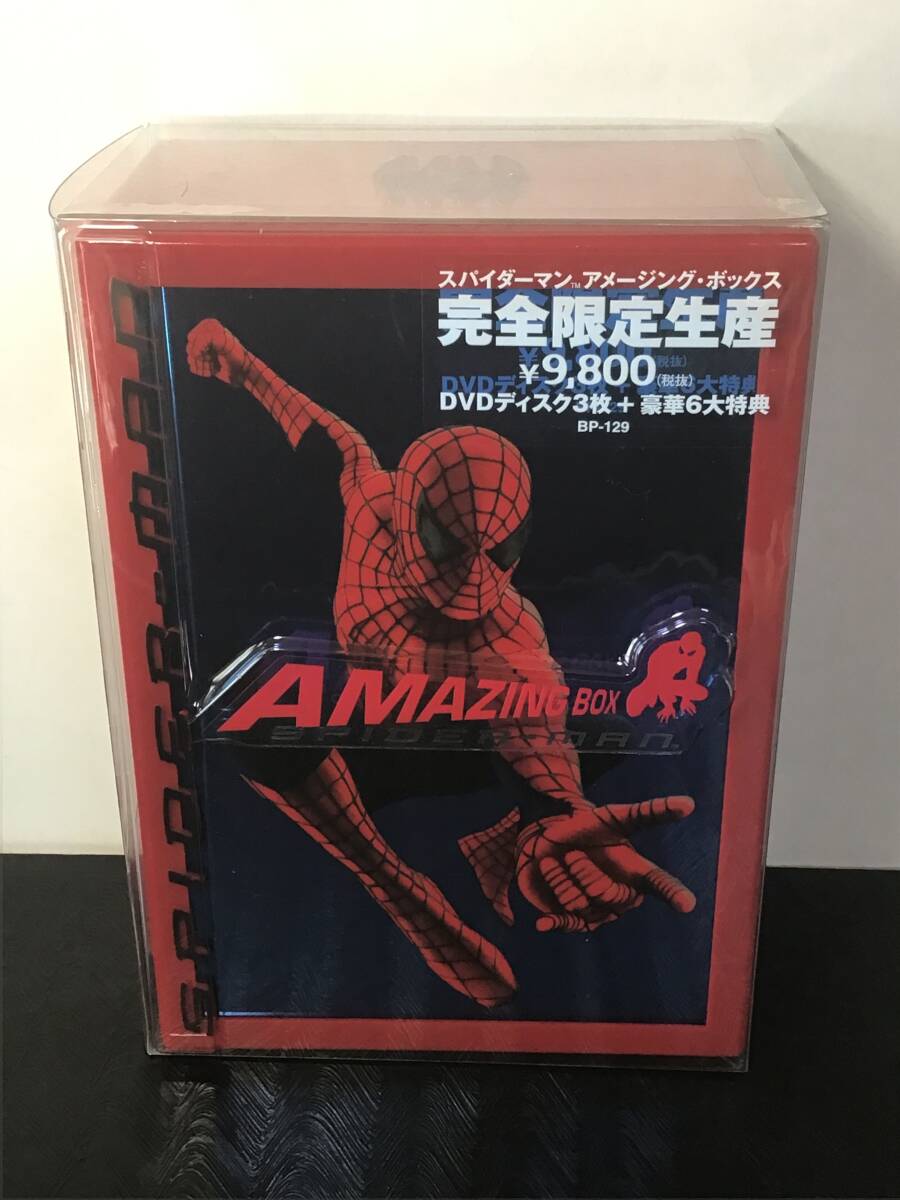 スパイダーマン™ アメージング・ボックス
完全限定生産
¥9,800(税抜)
DVDディスク3枚 + 豪華6大特典
BP-129
SPIDER-MAN
AMAZING BOX
SPIDER-MAN™